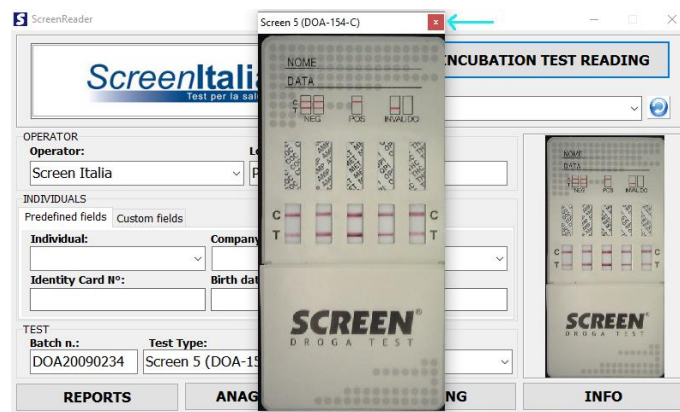 ScreenReader
Screen 5 (DOA-154-C)
x
ScreenItalia
Test per la sal
INCUBATION TEST READING
NOME
DATA
C
T
NEG POS INVALIDO
C C
T T
SCREEN®
DROGA TEST
OPERATOR
Operator:
Screen Italia
INDIVIDUALS
Predefined fields Custom fields
Individual: Company
Identity Card N°: Birth dat
TEST
Batch n.: Test Type:
DOA20090234 Screen 5 (DOA-15
REPORTS ANAG NG INFO
NOME
DATA
NEG POS INVALIDO
C C
T T
SCREEN®
DROGA TEST